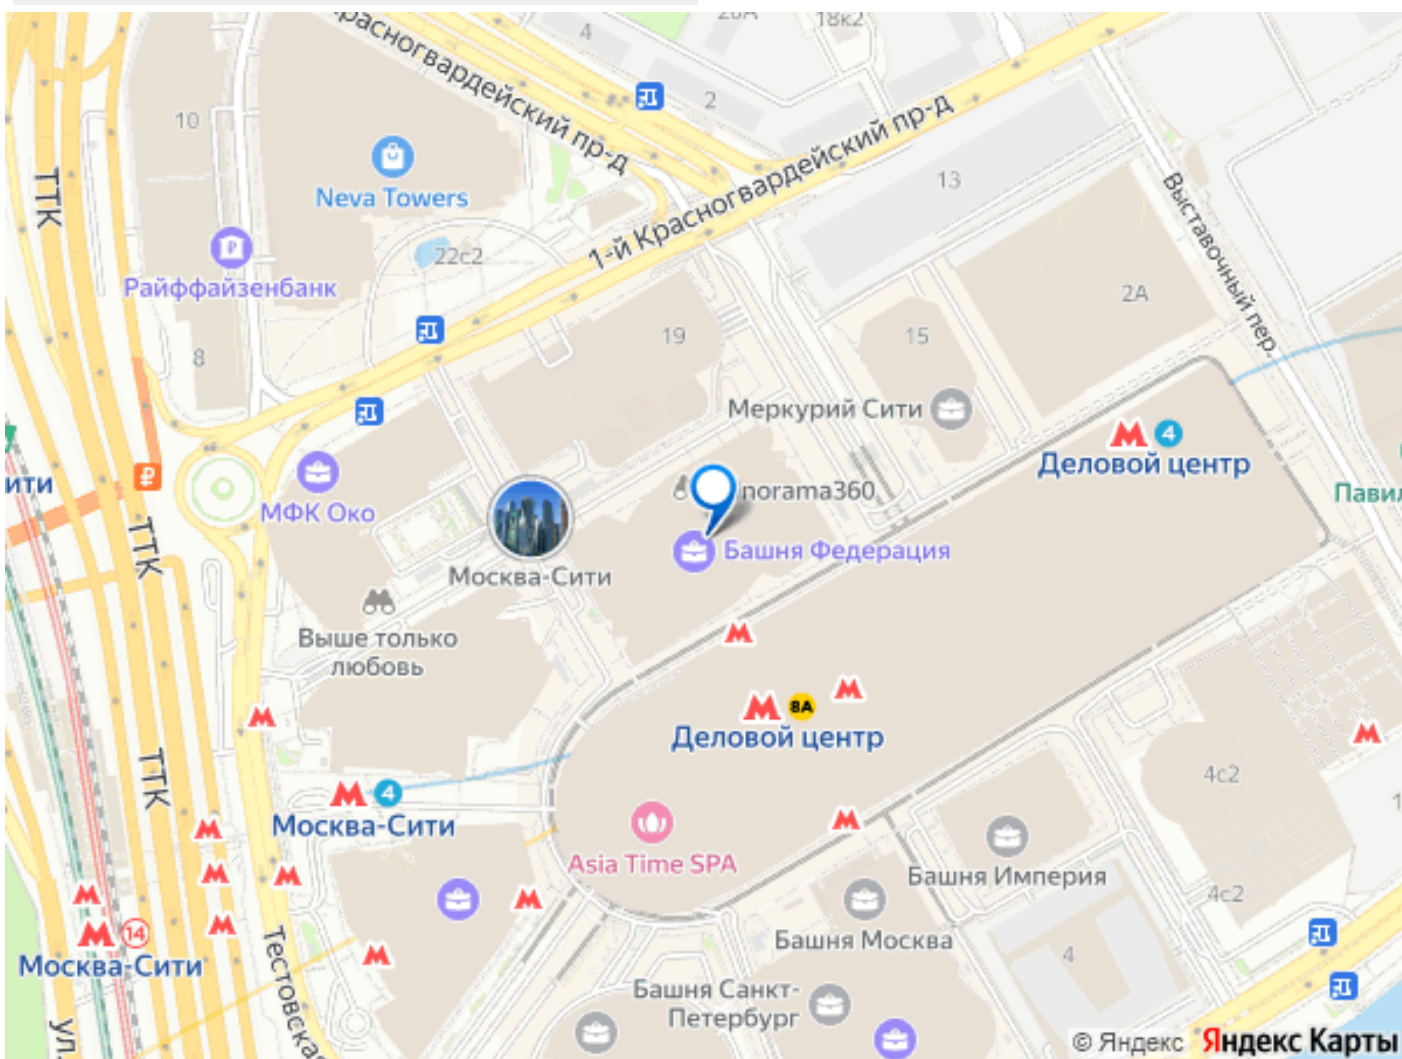 Красногвардейский пр-д
4
18к2
2
10
ТТК
Neva Towers
1-й Красногвардейский пр-д
13
Выставочный пер.
22с2
Райффайзенбанк
2А
8
19
15
Меркурий Сити
4
Деловой центр
МФК Око
norama360
Башня Федерация
Москва-Сити
ТТК
Выше только
любовь
8А
Деловой центр
4
Москва-Сити
ТТК
4с2
Asia Time SPA
Башня Империя
4с2
Башня Москва
14
Москва-Сити
Тестовская
4
Башня Санкт-
Петербург
ул.
© Яндекс Яндекс Карты